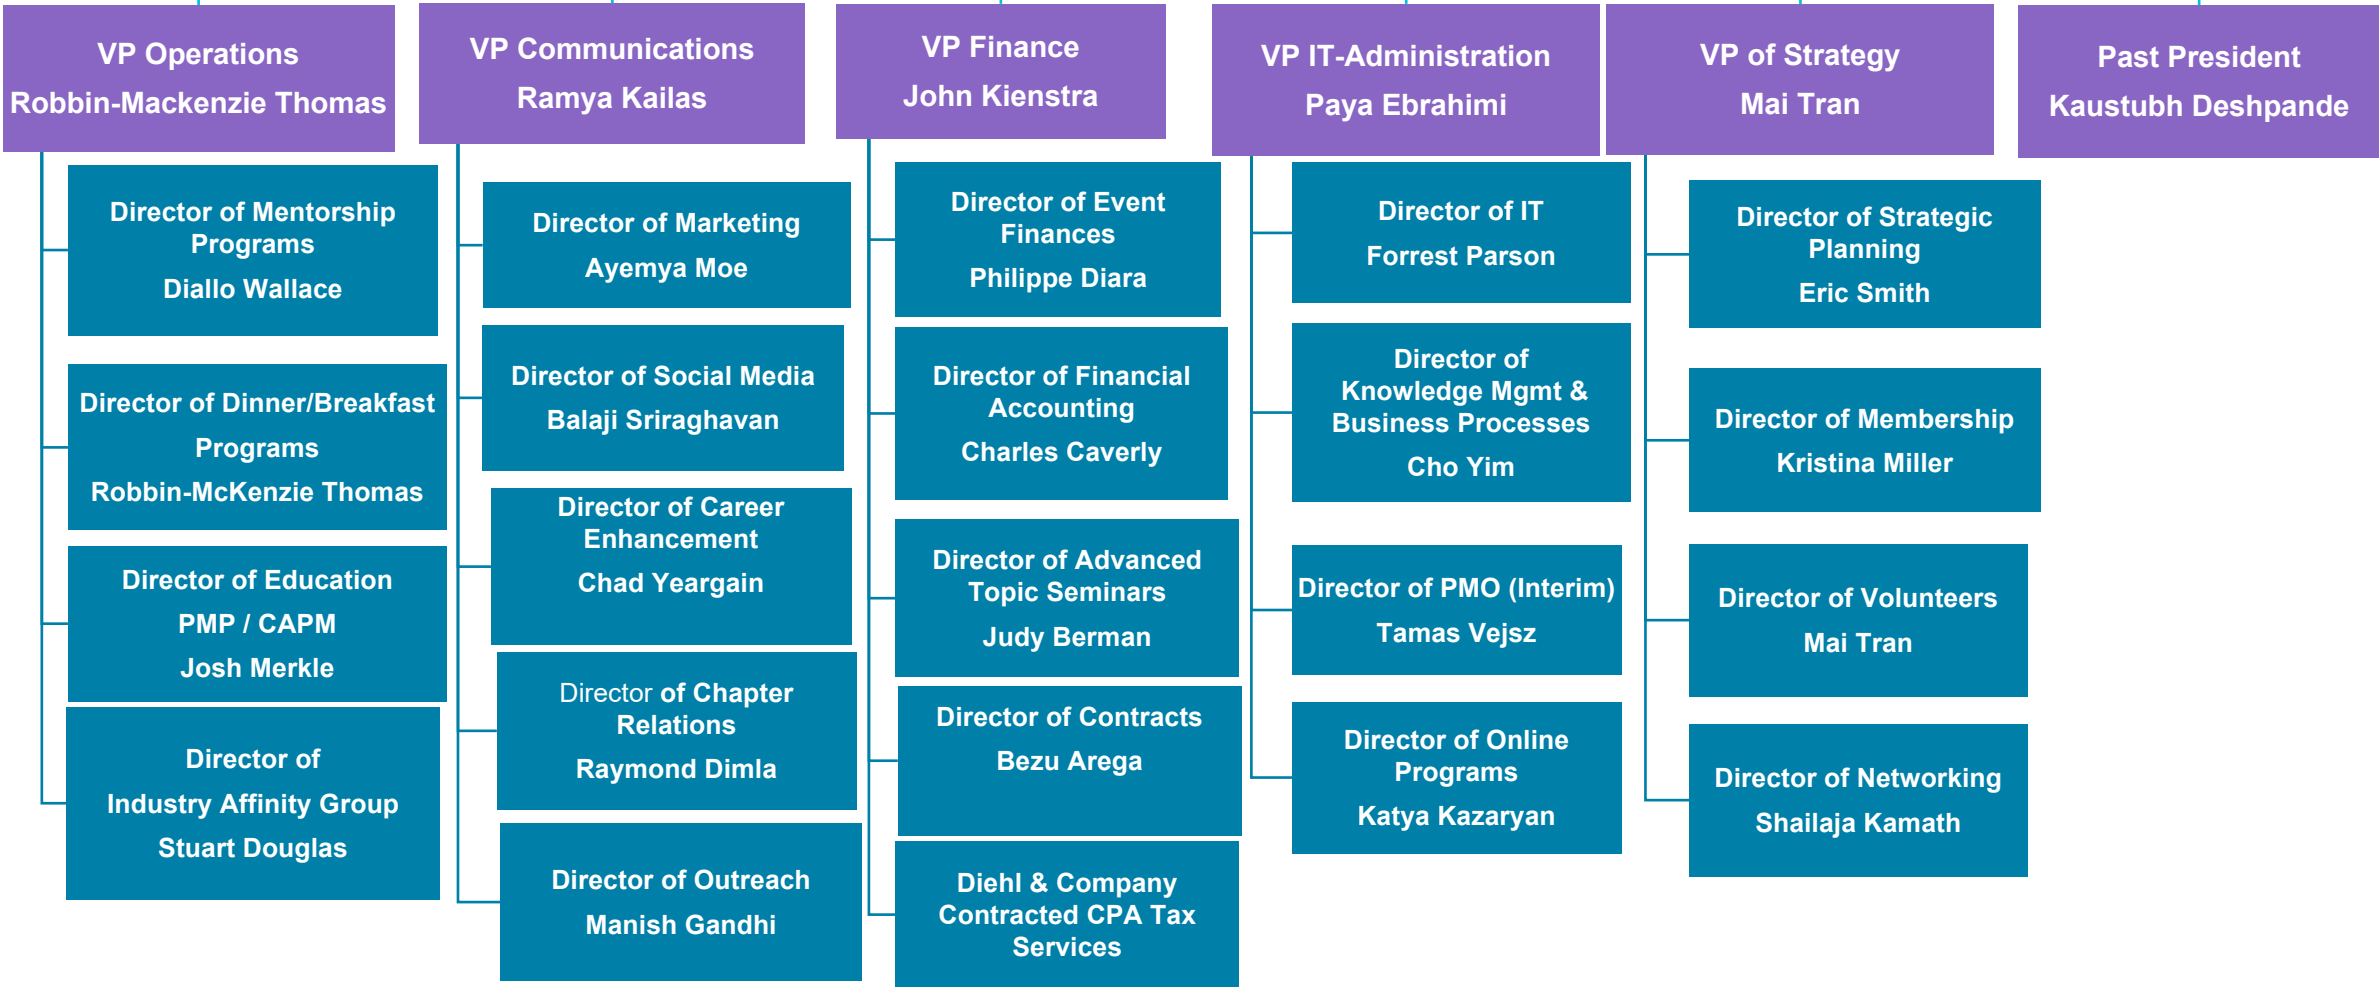 VP Operations
Robbin-Mackenzie Thomas
Director of Mentorship
Programs
Diallo Wallace
Director of Dinner/Breakfast
Programs
Robbin-McKenzie Thomas
Director of Education
PMP / CAPM
Josh Merkle
Director of
Industry Affinity Group
Stuart Douglas
VP Communications
Ramya Kailas
Director of Marketing
Ayemya Moe
Director of Social Media
Balaji Sriraghavan
Director of Career
Enhancement
Chad Yeargain
Director of Chapter
Relations
Raymond Dimla
Director of Outreach
Manish Gandhi
VP Finance
John Kienstra
Director of Event
Finances
Philippe Diara
Director of Financial
Accounting
Charles Caverly
Director of Advanced
Topic Seminars
Judy Berman
Director of Contracts
Bezu Arega
Diehl & Company
Contracted CPA Tax
Services
VP IT-Administration
Paya Ebrahimi
Director of IT
Forrest Parson
Director of
Knowledge Mgmt &
Business Processes
Cho Yim
Director of PMO (Interim)
Tamas Vejsz
Director of Online
Programs
Katya Kazaryan
VP of Strategy
Mai Tran
Director of Strategic
Planning
Eric Smith
Director of Membership
Kristina Miller
Director of Volunteers
Mai Tran
Director of Networking
Shailaja Kamath
Past President
Kaustubh Deshpande